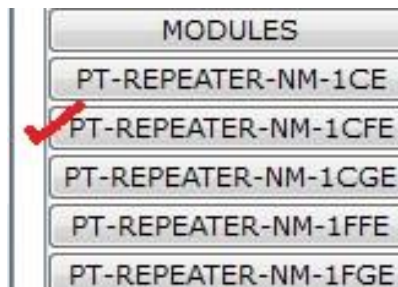 MODULES
PT-REPEATER-NM-1CE
PT-REPEATER-NM-1CFE
PT-REPEATER-NM-1CGE
PT-REPEATER-NM-1FFE
PT-REPEATER-NM-1FGE